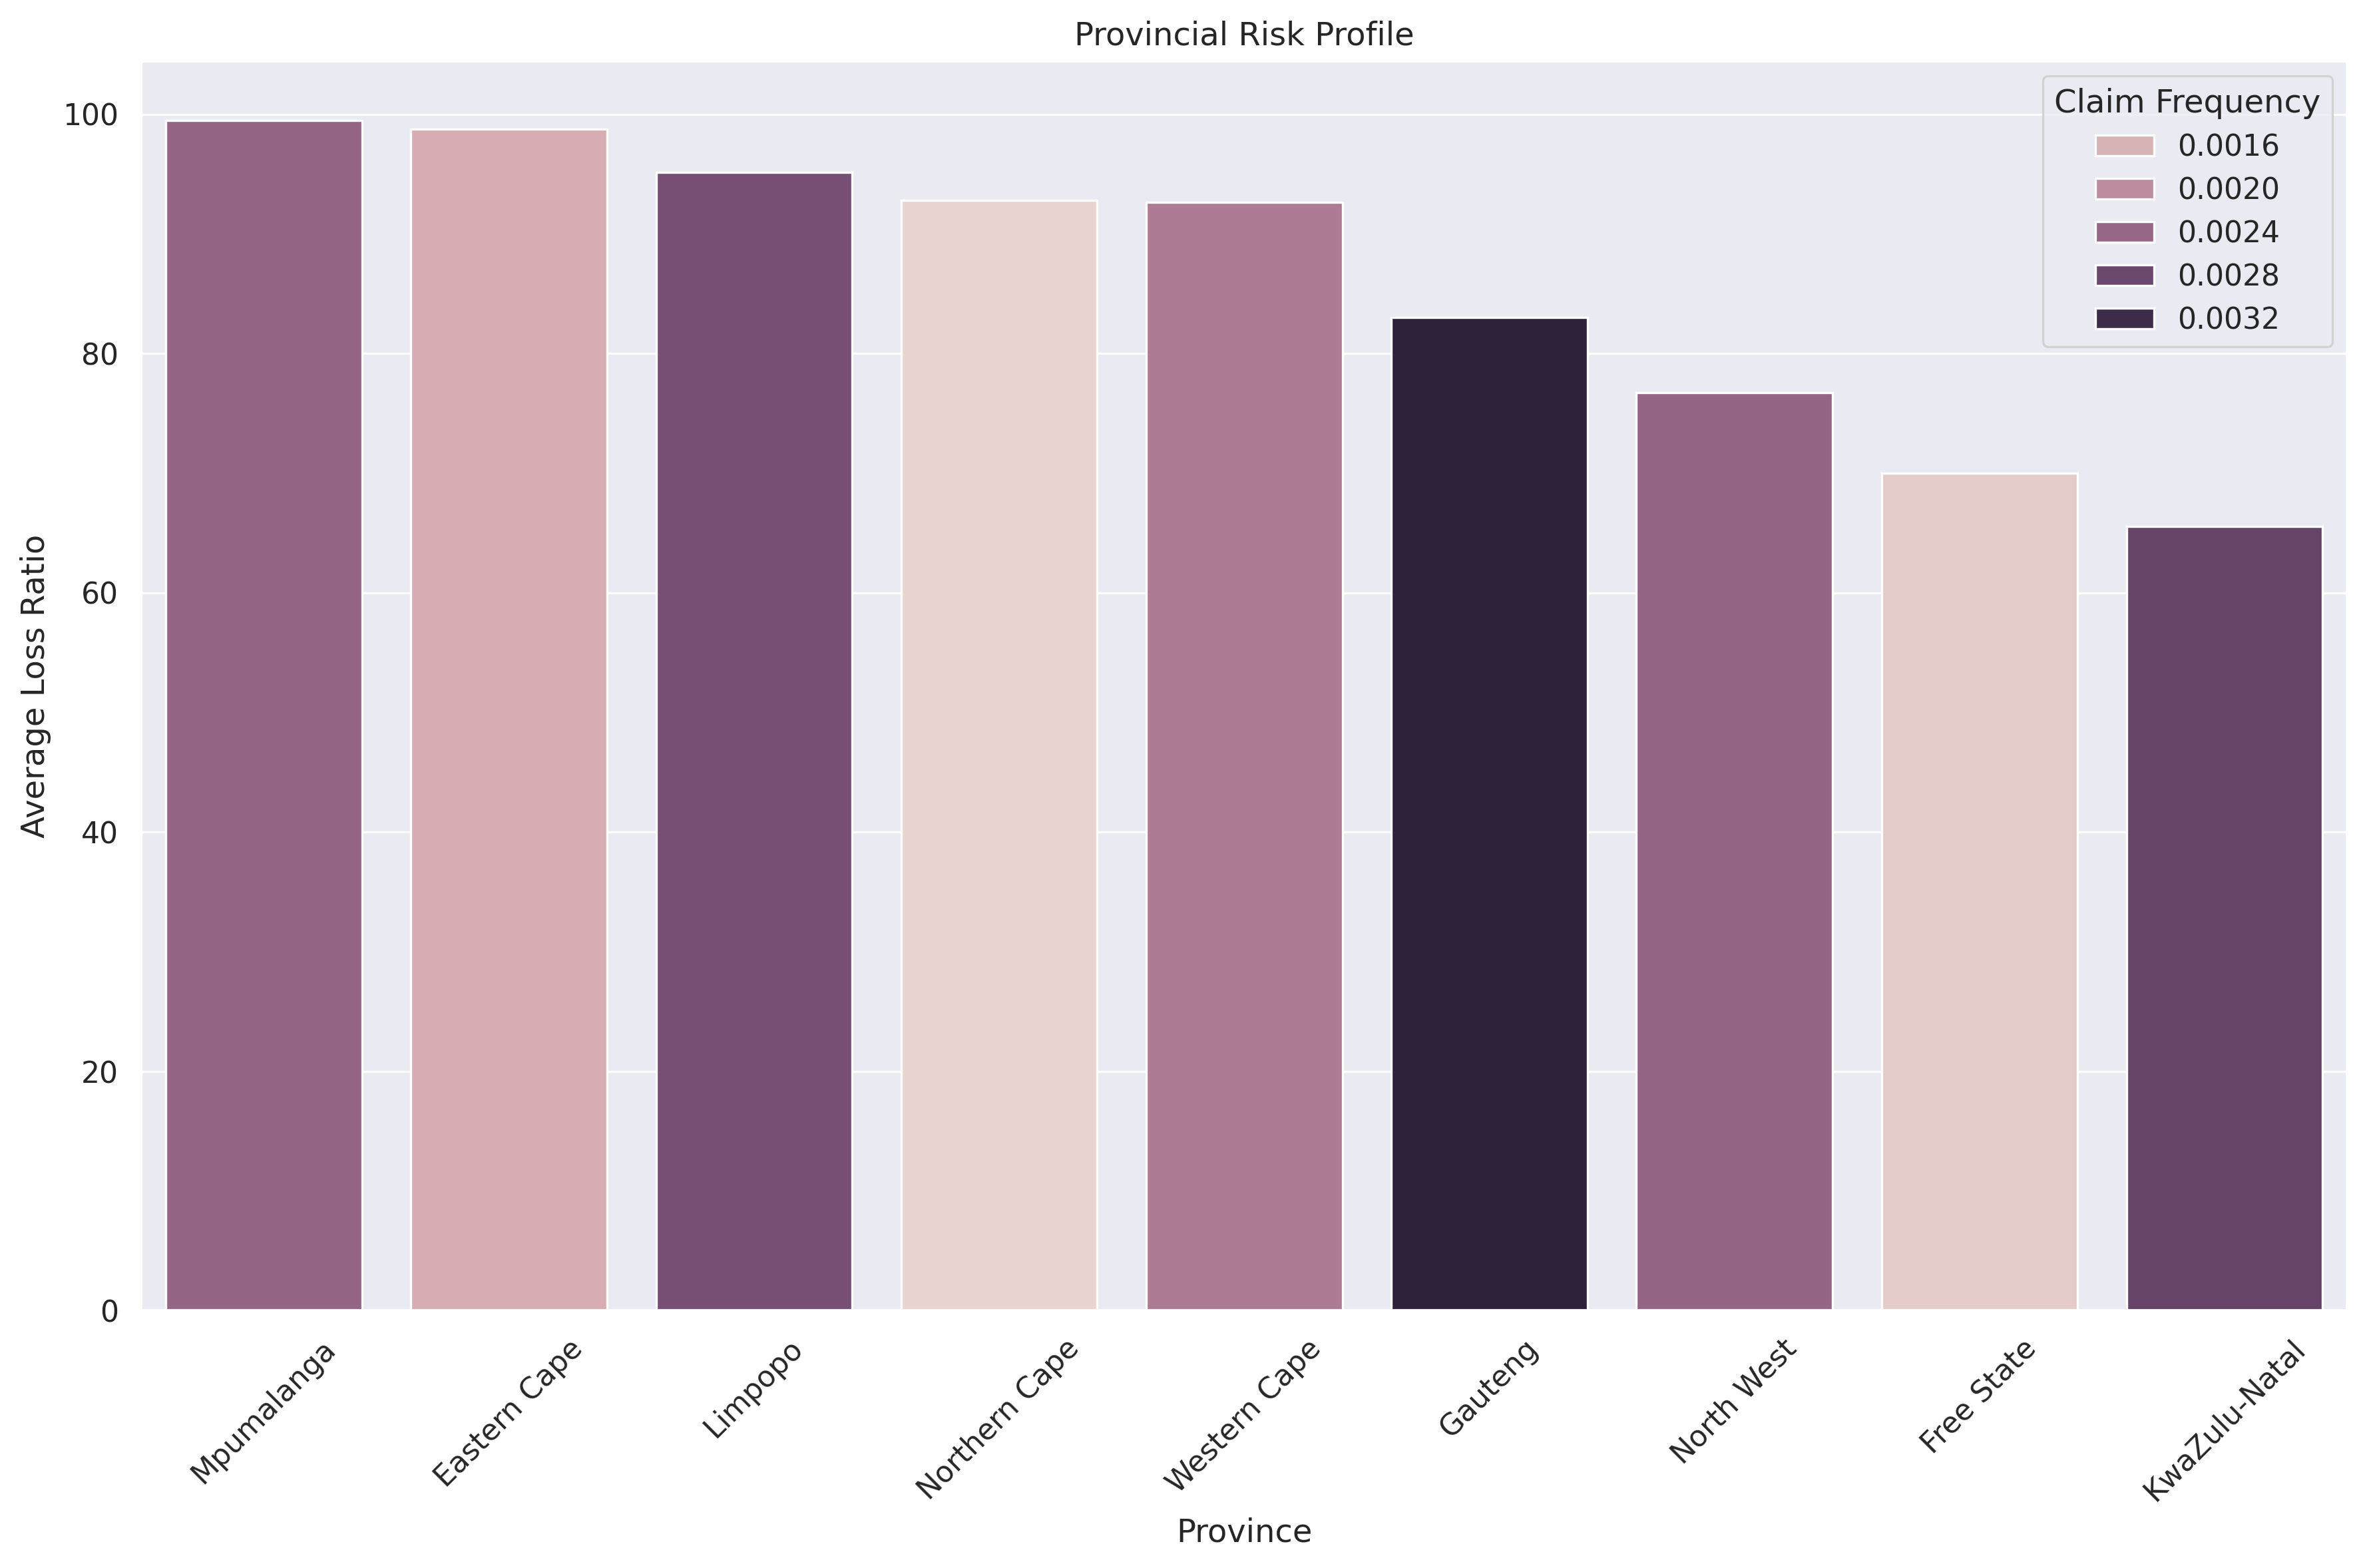 Provincial Risk Profile
Claim Frequency
0.0016
0.0020
0.0024
0.0028
0.0032
Average Loss Ratio
100
80
60
40
20
0
Mpumalanga
Eastern Cape
Limpopo
Northern Cape
Western Cape
Gauteng
North West
Free State
KwaZulu-Natal
Province